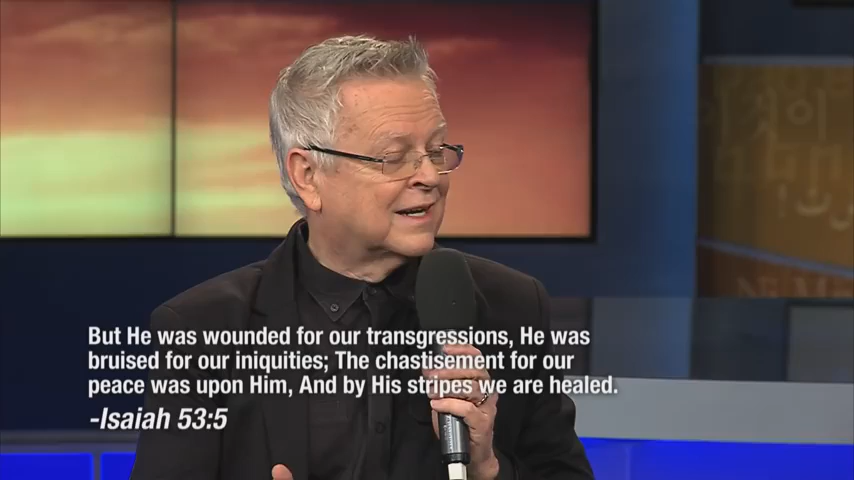 But He was wounded for our transgressions, He was
bruised for our iniquities; The chastisement for our
peace was upon Him, And by His stripes we are healed.
-Isaiah 53:5